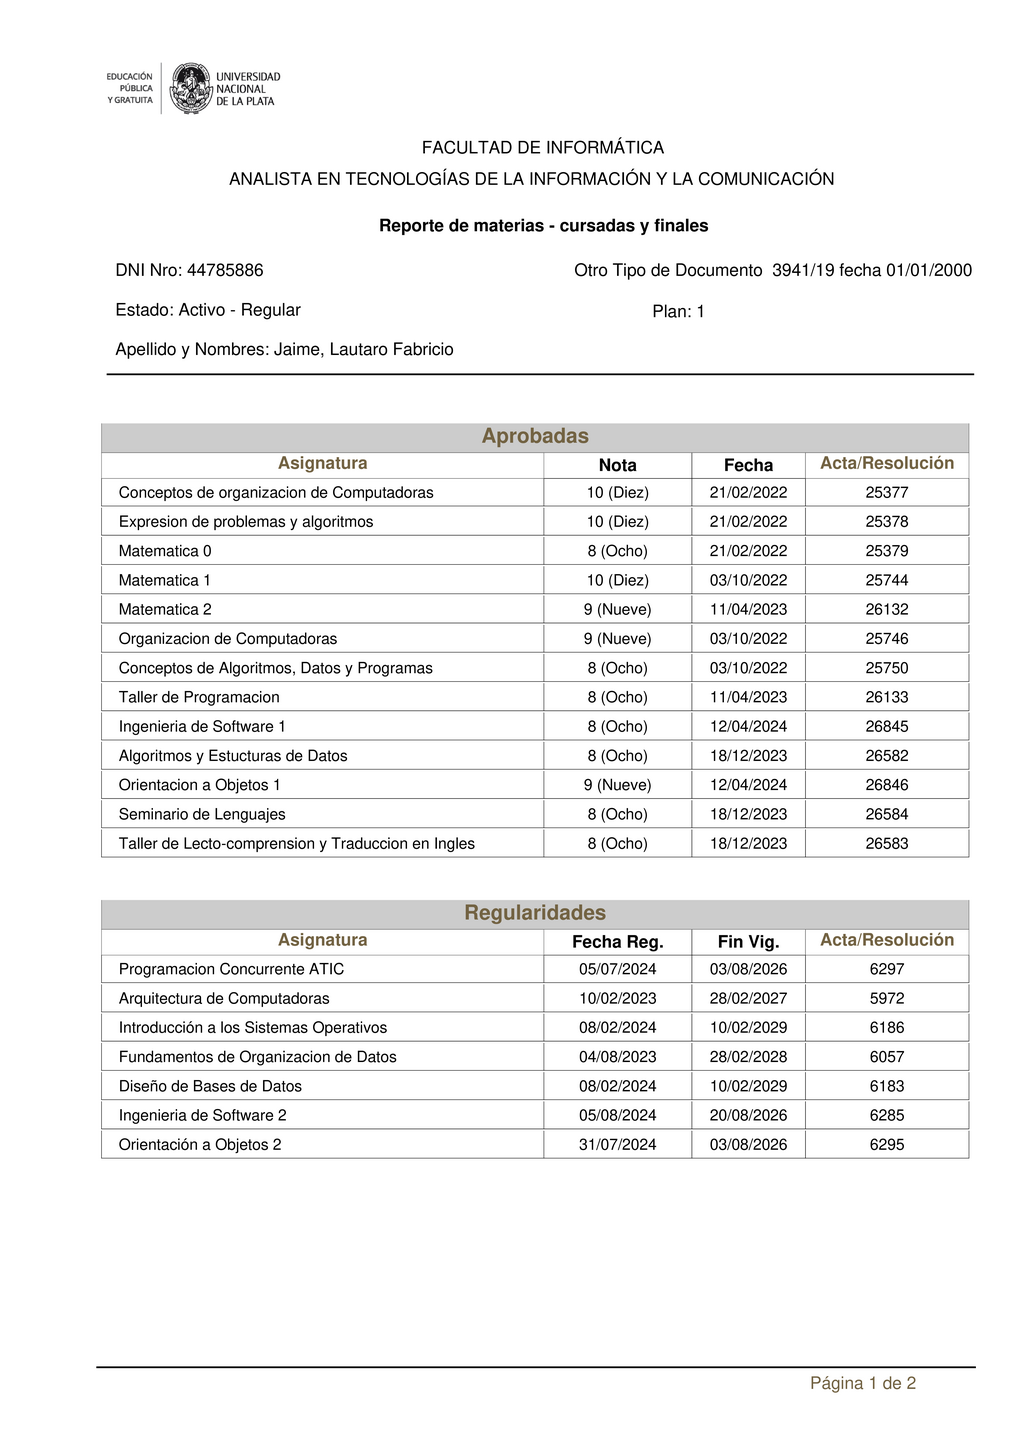 EDUCACIÓN
PÚBLICA
Y GRATUITA
UNIVERSIDAD
NACIONAL
DE LA PLATA
FACULTAD DE INFORMÁTICA
ANALISTA EN TECNOLOGÍAS DE LA INFORMACIÓN Y LA COMUNICACIÓN
Reporte de materias - cursadas y finales
DNI Nro: 44785886 Otro Tipo de Documento 3941/19 fecha 01/01/2000
Estado: Activo - Regular Plan: 1
Apellido y Nombres: Jaime, Lautaro Fabricio
Aprobadas
Asignatura Nota Fecha Acta/Resolución
Conceptos de organizacion de Computadoras 10 (Diez) 21/02/2022 25377
Expresion de problemas y algoritmos 10 (Diez) 21/02/2022 25378
Matematica 0 8 (Ocho) 21/02/2022 25379
Matematica 1 10 (Diez) 03/10/2022 25744
Matematica 2 9 (Nueve) 11/04/2023 26132
Organizacion de Computadoras 9 (Nueve) 03/10/2022 25746
Conceptos de Algoritmos, Datos y Programas 8 (Ocho) 03/10/2022 25750
Taller de Programacion 8 (Ocho) 11/04/2023 26133
Ingenieria de Software 1 8 (Ocho) 12/04/2024 26845
Algoritmos y Estucturas de Datos 8 (Ocho) 18/12/2023 26582
Orientacion a Objetos 1 9 (Nueve) 12/04/2024 26846
Seminario de Lenguajes 8 (Ocho) 18/12/2023 26584
Taller de Lecto-comprension y Traduccion en Ingles 8 (Ocho) 18/12/2023 26583
Regularidades
Asignatura Fecha Reg. Fin Vig. Acta/Resolución
Programacion Concurrente ATIC 05/07/2024 03/08/2026 6297
Arquitectura de Computadoras 10/02/2023 28/02/2027 5972
Introducción a los Sistemas Operativos 08/02/2024 10/02/2029 6186
Fundamentos de Organizacion de Datos 04/08/2023 28/02/2028 6057
Diseño de Bases de Datos 08/02/2024 10/02/2029 6183
Ingenieria de Software 2 05/08/2024 20/08/2026 6285
Orientación a Objetos 2 31/07/2024 03/08/2026 6295
Página 1 de 2